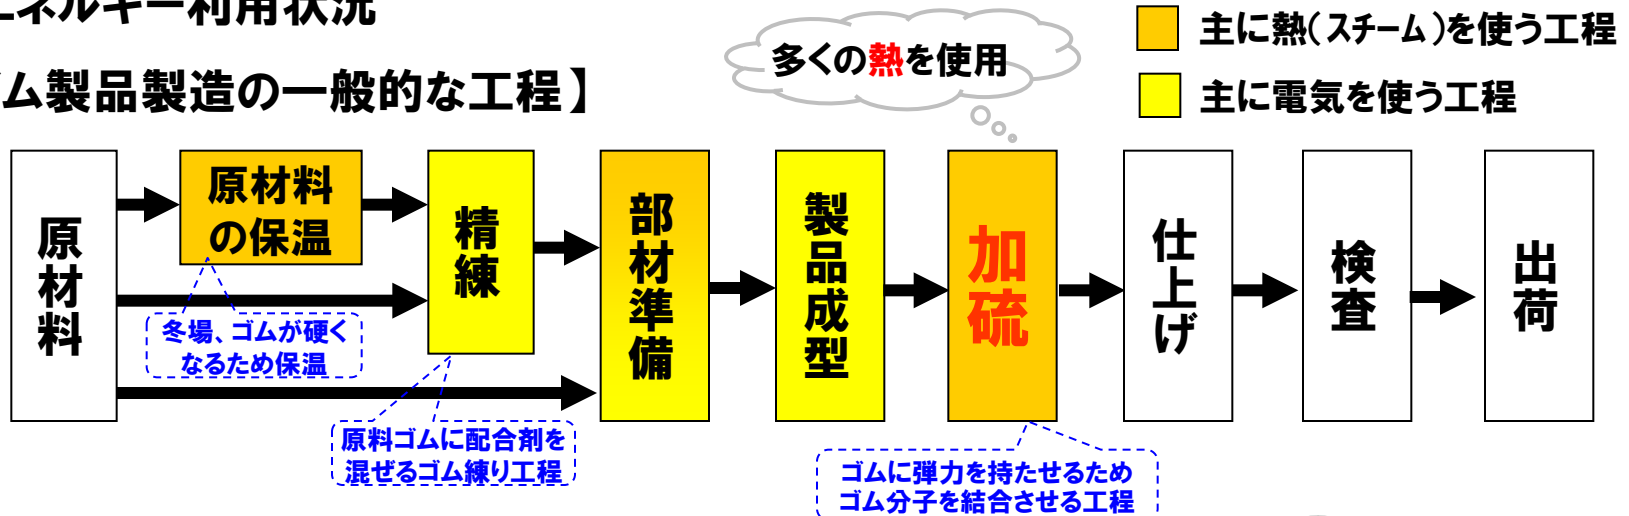 エネルギー利用状況
ゴム製品製造の一般的な工程】
多くの熱を使用
主に熱(スチーム)を使う工程
主に電気を使う工程
原材料
原材料
の保温
精練
部材準備
製品成型
加硫
仕上げ
検査
出荷
冬場、ゴムが硬く
なるため保温
原料ゴムに配合剤を
混ぜるゴム練り工程
ゴムに弾力を持たせるため
ゴム分子を結合させる工程